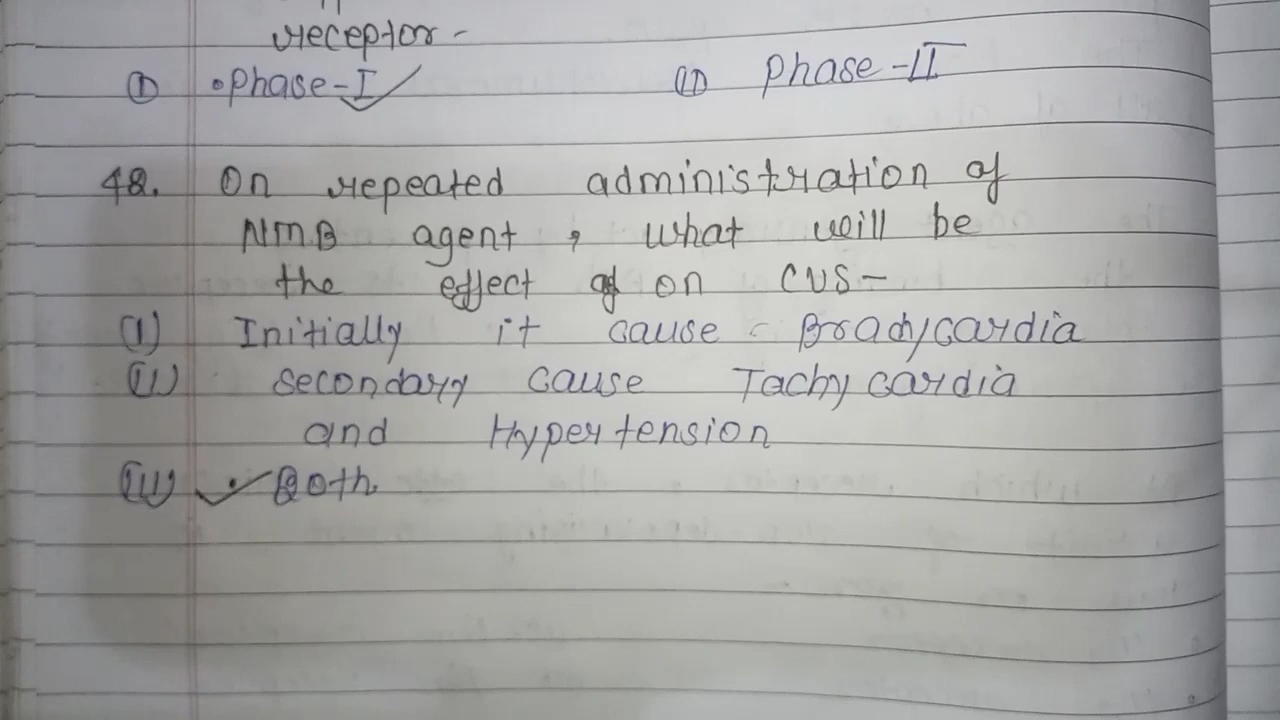 receptor-
(I) •Phase-I ✓ (II) Phase-II
48. On repeated administration of
NMB agent, what will be
the effect of on CVS-
(I) Initially it cause - Bradycardia
(II) Secondary cause Tachycardia
and Hypertension
(III) ✓ Both.